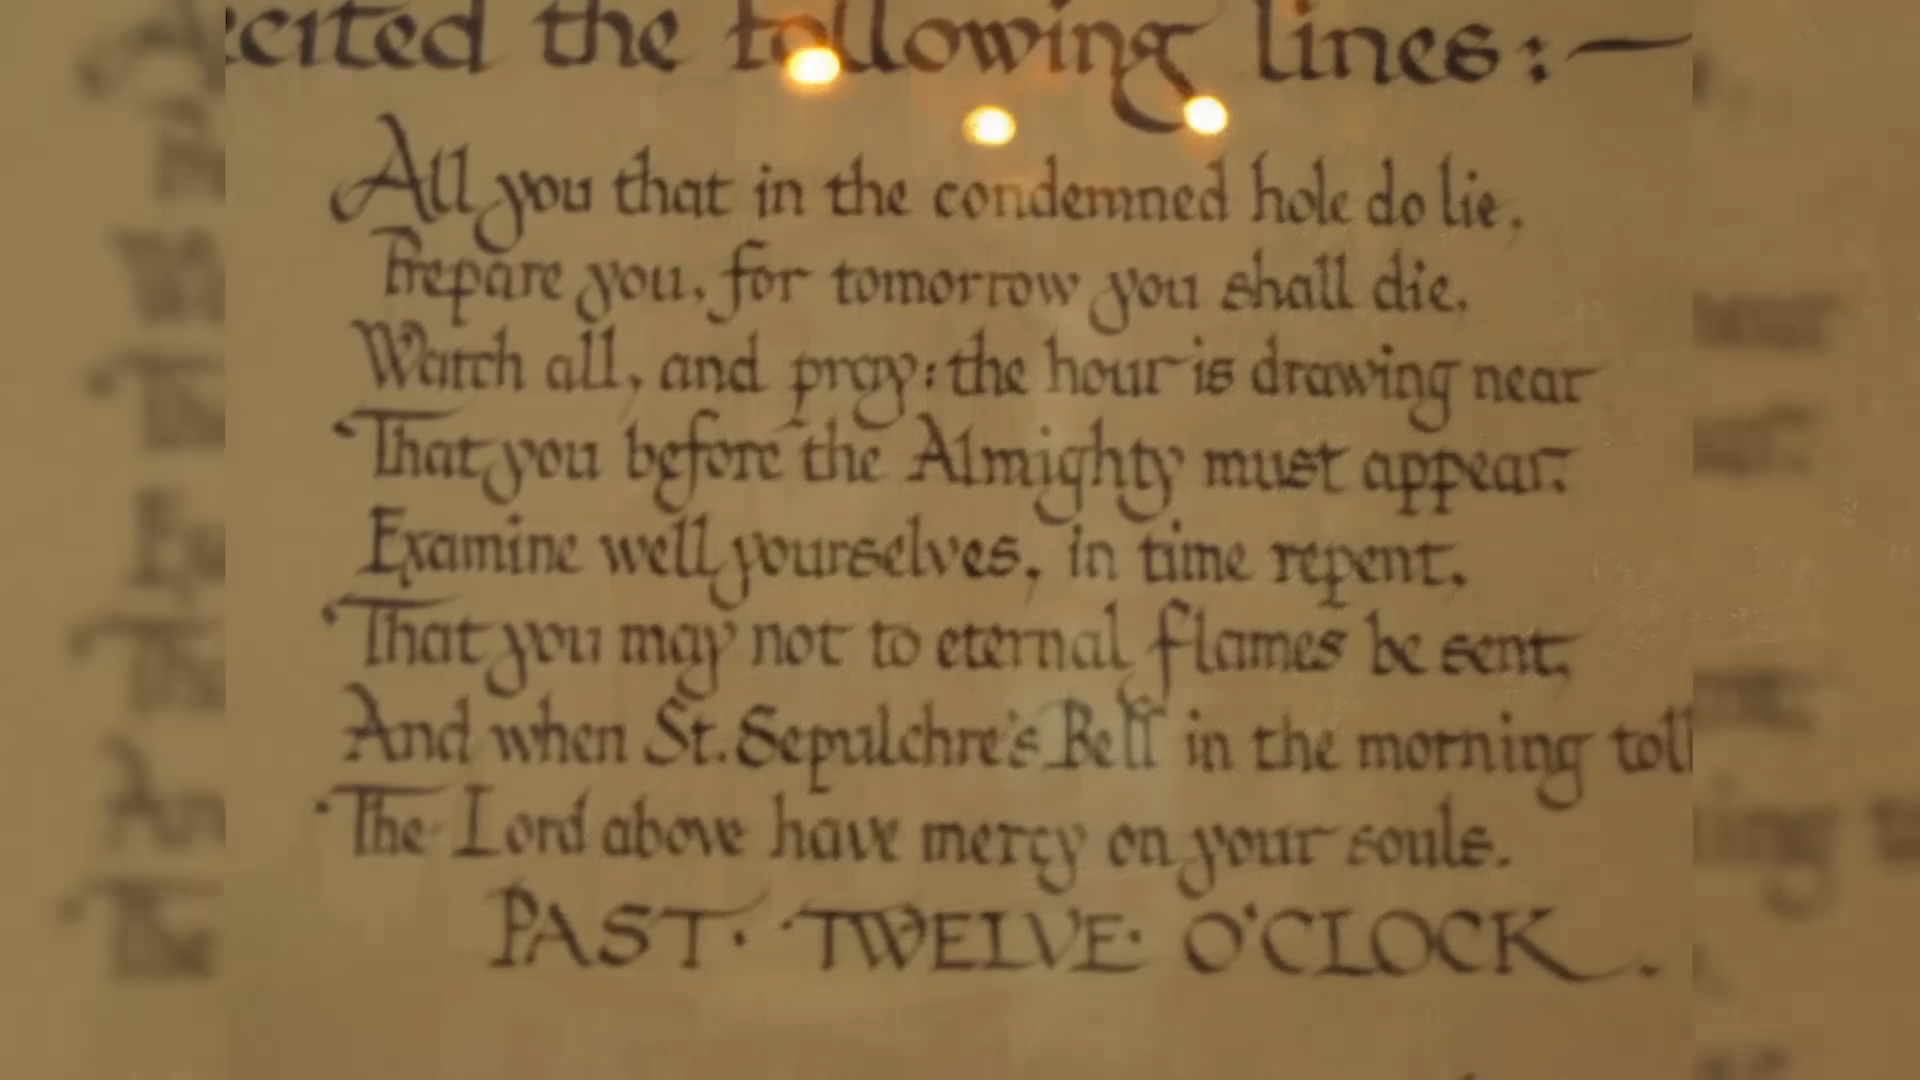 ecited the following lines:—
All you that in the condemned hole do lie,
Prepare you, for tomorrow you shall die.
Watch all, and pray: the hour is drawing near
That you before the Almighty must appear.
Examine well yourselves, in time repent,
That you may not to eternal flames be sent,
And when St. Sepulchre's Bell in the morning toll
The Lord above have mercy on your souls.
PAST TWELVE O'CLOCK.